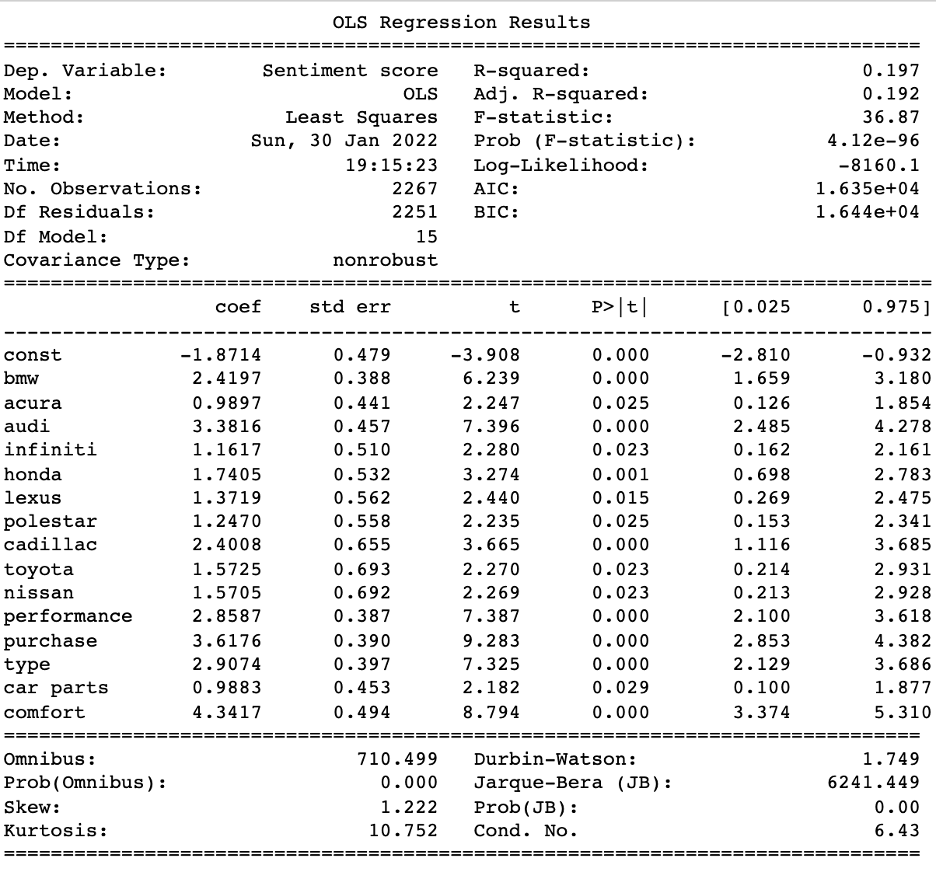 OLS Regression Results
==============================================================================
Dep. Variable: Sentiment score R-squared: 0.197
Model: OLS Adj. R-squared: 0.192
Method: Least Squares F-statistic: 36.87
Date: Sun, 30 Jan 2022 Prob (F-statistic): 4.12e-96
Time: 19:15:23 Log-Likelihood: -8160.1
No. Observations: 2267 AIC: 1.635e+04
Df Residuals: 2251 BIC: 1.644e+04
Df Model: 15
Covariance Type: nonrobust
==============================================================================
coef std err t P>|t| [0.025 0.975]
------------------------------------------------------------------------------
const -1.8714 0.479 -3.908 0.000 -2.810 -0.932
bmw 2.4197 0.388 6.239 0.000 1.659 3.180
acura 0.9897 0.441 2.247 0.025 0.126 1.854
audi 3.3816 0.457 7.396 0.000 2.485 4.278
infiniti 1.1617 0.510 2.280 0.023 0.162 2.161
honda 1.7405 0.532 3.274 0.001 0.698 2.783
lexus 1.3719 0.562 2.440 0.015 0.269 2.475
polestar 1.2470 0.558 2.235 0.025 0.153 2.341
cadillac 2.4008 0.655 3.665 0.000 1.116 3.685
toyota 1.5725 0.693 2.270 0.023 0.214 2.931
nissan 1.5705 0.692 2.269 0.023 0.213 2.928
performance 2.8587 0.387 7.387 0.000 2.100 3.618
purchase 3.6176 0.390 9.283 0.000 2.853 4.382
type 2.9074 0.397 7.325 0.000 2.129 3.686
car parts 0.9883 0.453 2.182 0.029 0.100 1.877
comfort 4.3417 0.494 8.794 0.000 3.374 5.310
==============================================================================
Omnibus: 710.499 Durbin-Watson: 1.749
Prob(Omnibus): 0.000 Jarque-Bera (JB): 6241.449
Skew: 1.222 Prob(JB): 0.00
Kurtosis: 10.752 Cond. No. 6.43
==============================================================================